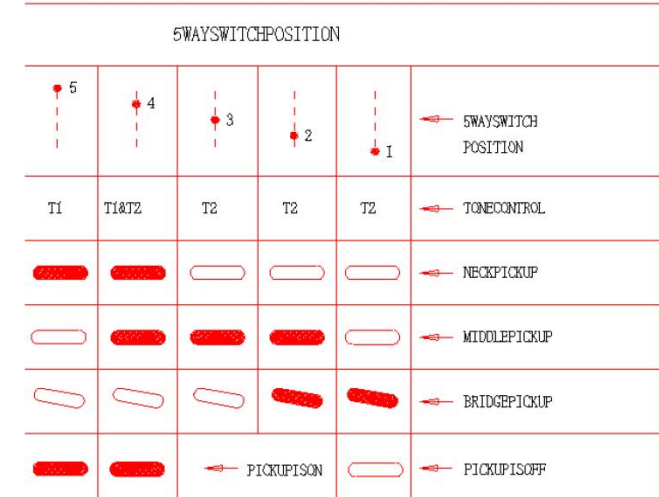 5WAYSWITCHPOSITION
5
4
3
2
1
5WAYSWITCH
POSITION
T1 T1&T2 T2 T2 T2 TONECONTROL
NECKPICKUP
MIDDLEPICKUP
BRIDGEPICKUP
PICKUPISON PICKUPISOFF